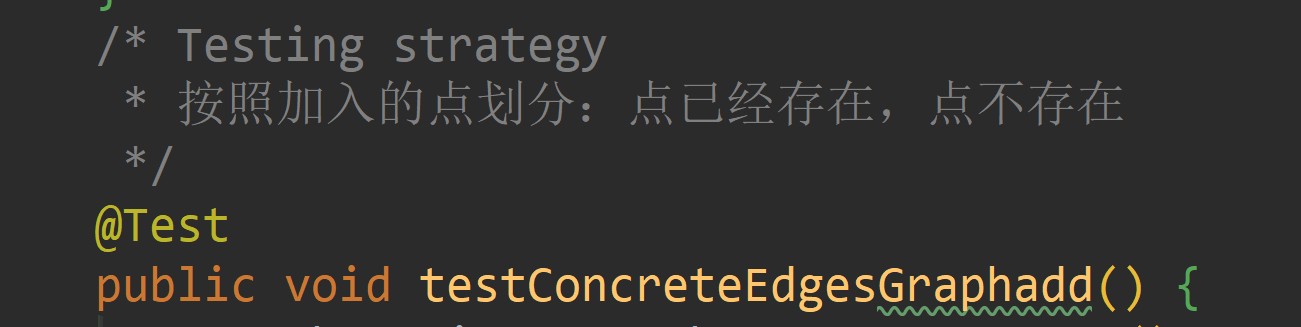 }
/* Testing strategy
* 按照加入的点划分：点已经存在，点不存在
*/
@Test
public void testConcreteEdgesGraphadd() {